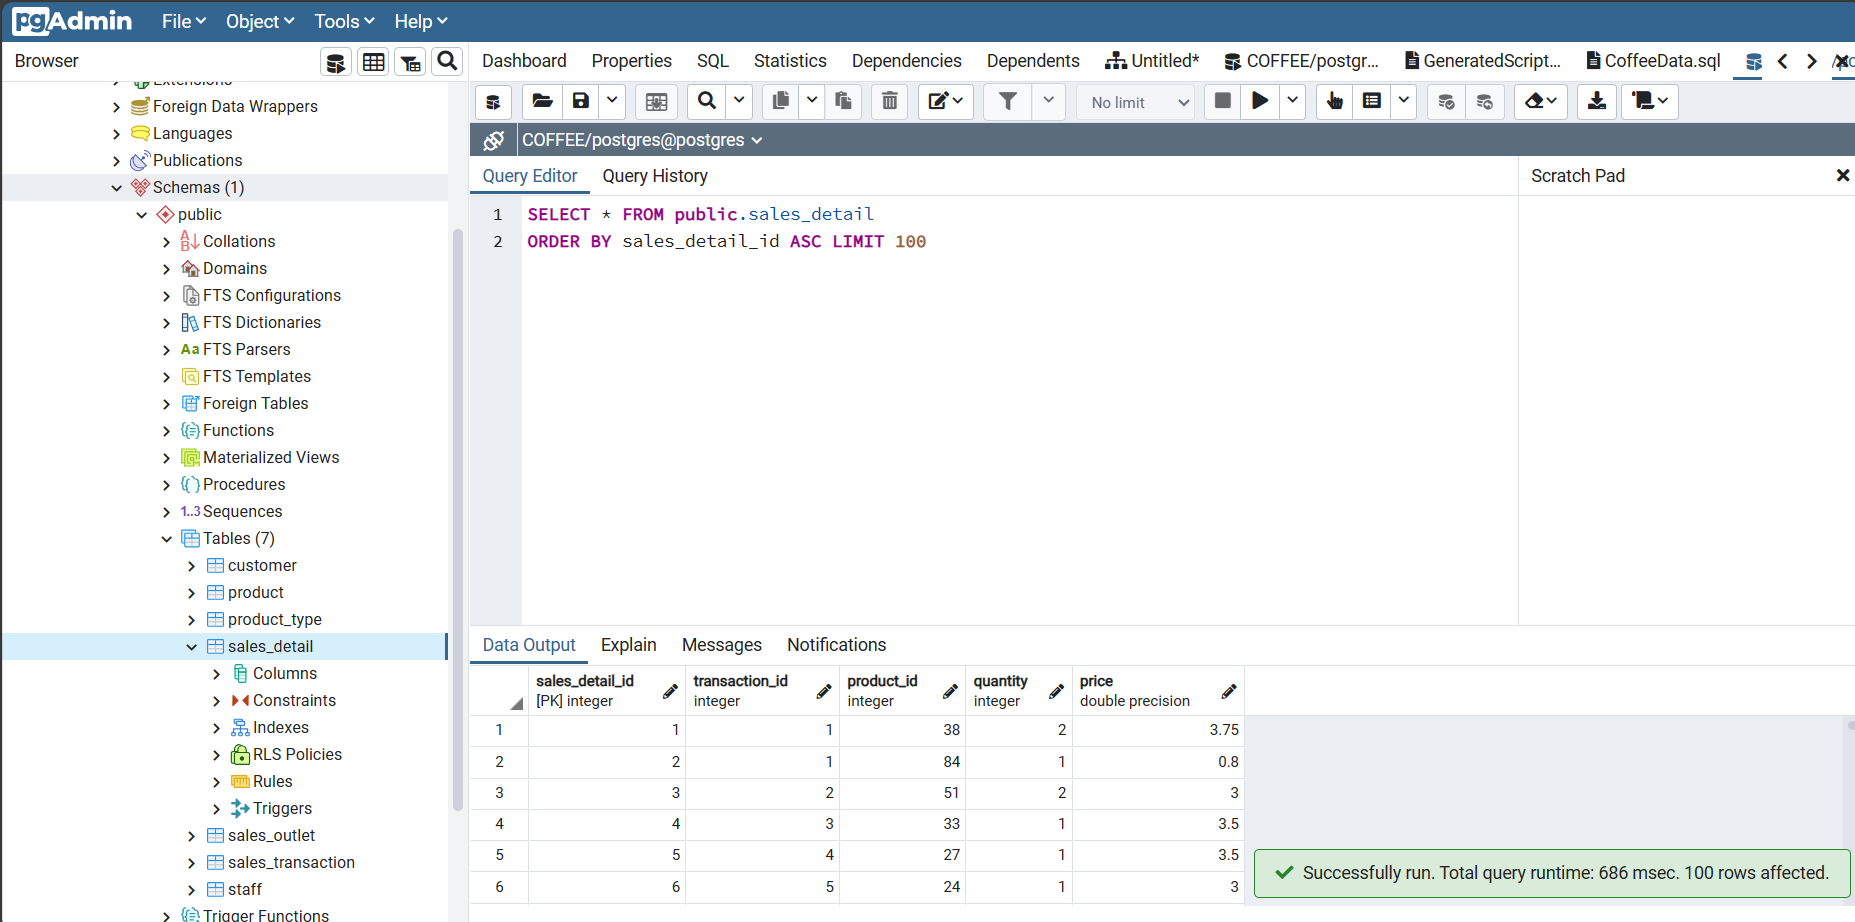 pgAdmin File Object Tools Help
Browser
Dashboard Properties SQL Statistics Dependencies Dependents Untitled* COFFEE/postgr... GeneratedScript... CoffeeData.sql
Extensions
Foreign Data Wrappers
Languages
Publications
Schemas (1)
public
Collations
Domains
FTS Configurations
FTS Dictionaries
Aa FTS Parsers
FTS Templates
Foreign Tables
Functions
Materialized Views
Procedures
1..3 Sequences
Tables (7)
customer
product
product_type
sales_detail
Columns
Constraints
Indexes
RLS Policies
Rules
Triggers
sales_outlet
sales_transaction
staff
Trigger Functions
No limit
COFFEE/postgres@postgres
Query Editor Query History
Scratch Pad
1 SELECT * FROM public.sales_detail
2 ORDER BY sales_detail_id ASC LIMIT 100
Data Output Explain Messages Notifications
sales_detail_id transaction_id product_id quantity price
[PK] integer integer integer integer double precision
1 1 1 38 2 3.75
2 2 1 84 1 0.8
3 3 2 51 2 3
4 4 3 33 1 3.5
5 5 4 27 1 3.5
6 6 5 24 1 3
Successfully run. Total query runtime: 686 msec. 100 rows affected.